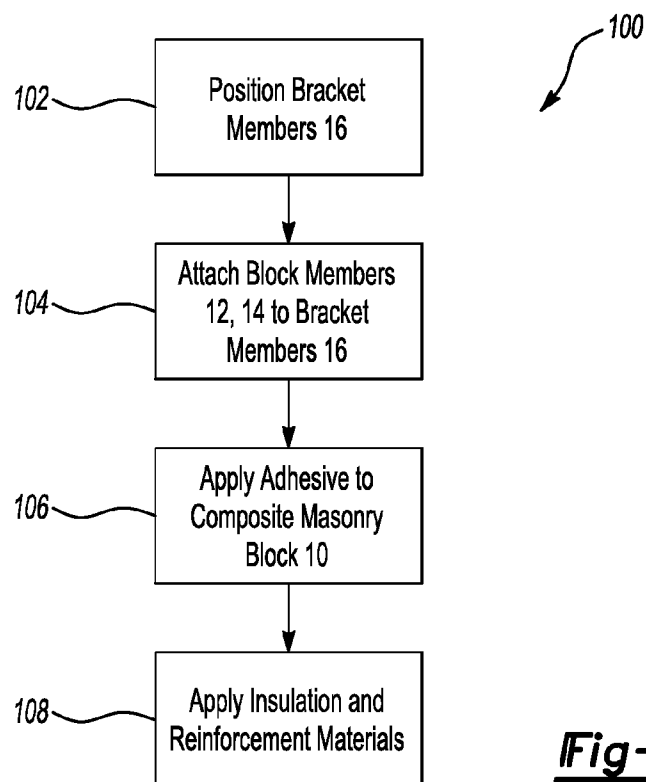 100
102
Position Bracket
Members 16
104
Attach Block Members
12, 14 to Bracket
Members 16
106
Apply Adhesive to
Composite Masonry
Block 10
108
Apply Insulation and
Reinforcement Materials
Fig-